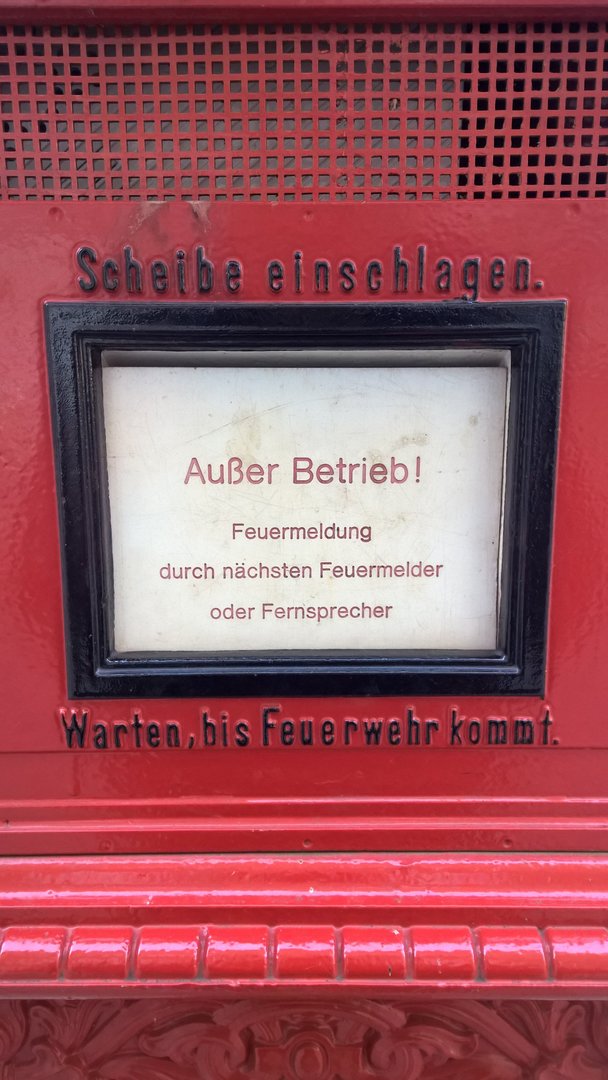 Scheibe einschlagen.
Außer Betrieb!
Feuermeldung
durch nächsten Feuermelder
oder Fernsprecher
Warten, bis Feuerwehr kommt.